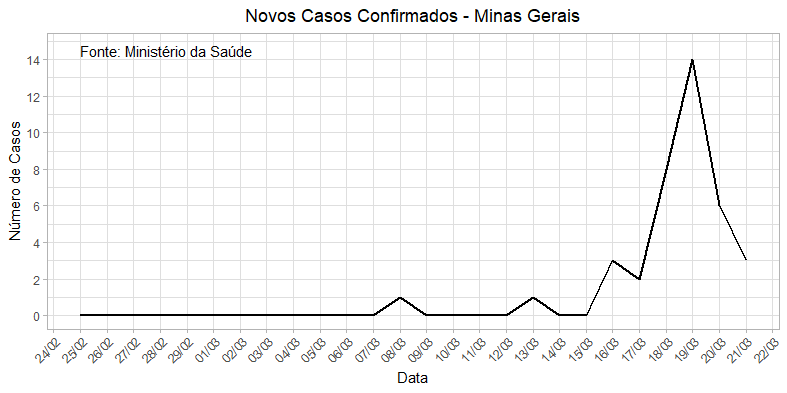 Novos Casos Confirmados - Minas Gerais
Fonte: Ministério da Saúde
Número de Casos
14
12
10
8
6
4
2
0
24/02 25/02 26/02 27/02 28/02 29/02 01/03 02/03 03/03 04/03 05/03 06/03 07/03 08/03 09/03 10/03 11/03 12/03 13/03 14/03 15/03 16/03 17/03 18/03 19/03 20/03 21/03 22/03
Data